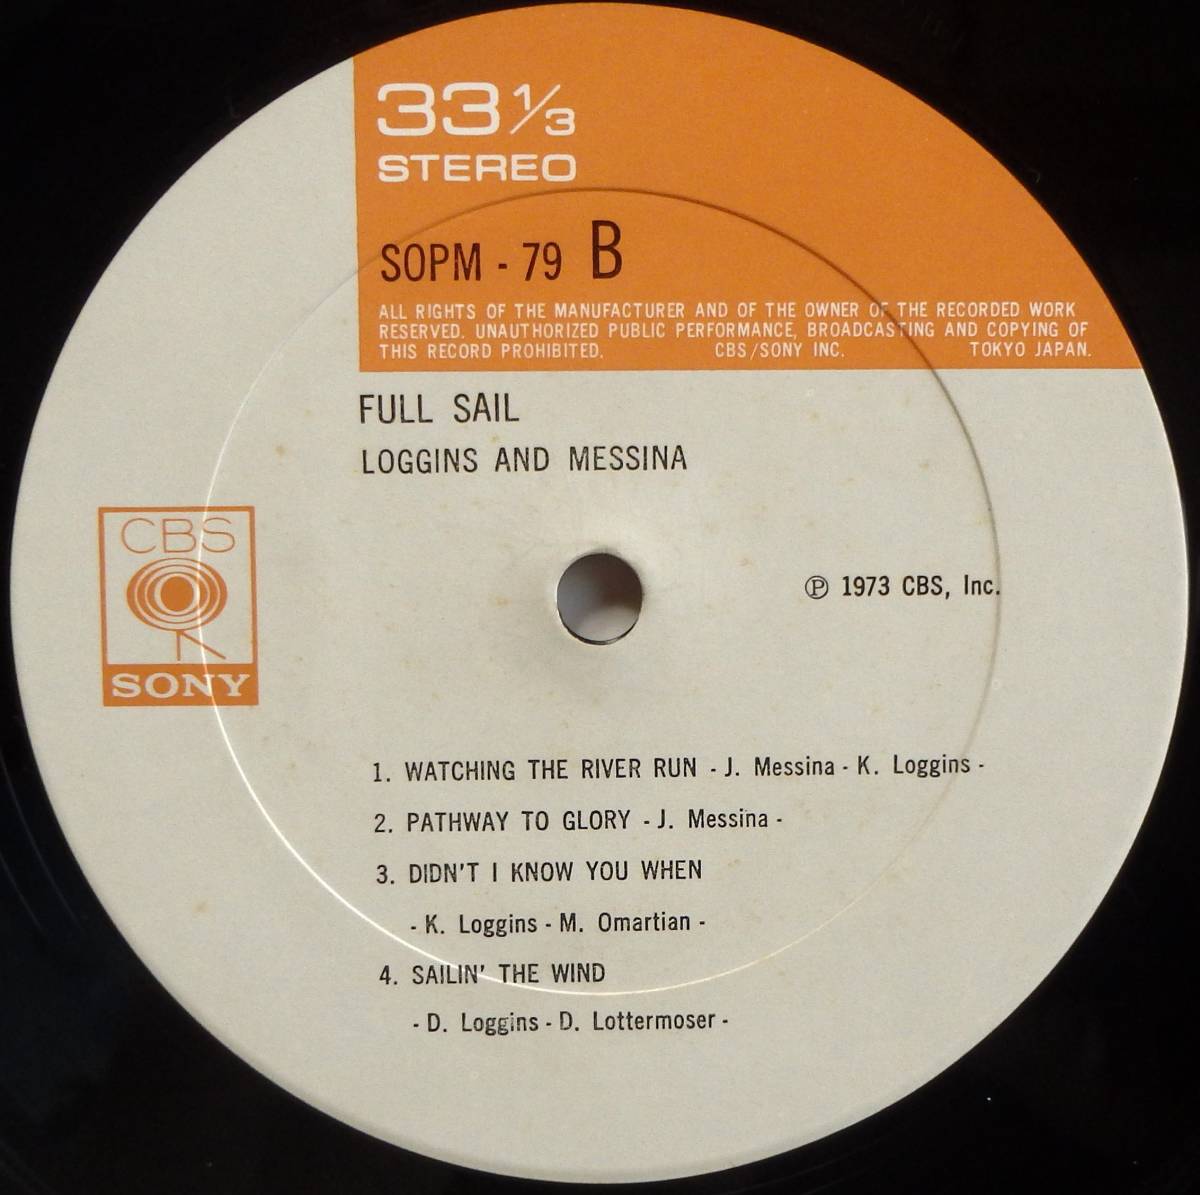 33 1/3
STEREO
SOPM - 79 B
ALL RIGHTS OF THE MANUFACTURER AND OF THE OWNER OF THE RECORDED WORK
RESERVED. UNAUTHORIZED PUBLIC PERFORMANCE, BROADCASTING AND COPYING OF
THIS RECORD PROHIBITED. CBS/SONY INC. TOKYO JAPAN.
FULL SAIL
LOGGINS AND MESSINA
CBS
SONY
℗ 1973 CBS, Inc.
1. WATCHING THE RIVER RUN - J. Messina - K. Loggins -
2. PATHWAY TO GLORY - J. Messina -
3. DIDN'T I KNOW YOU WHEN
- K. Loggins - M. Omartian -
4. SAILIN' THE WIND
- D. Loggins - D. Lottermoser -